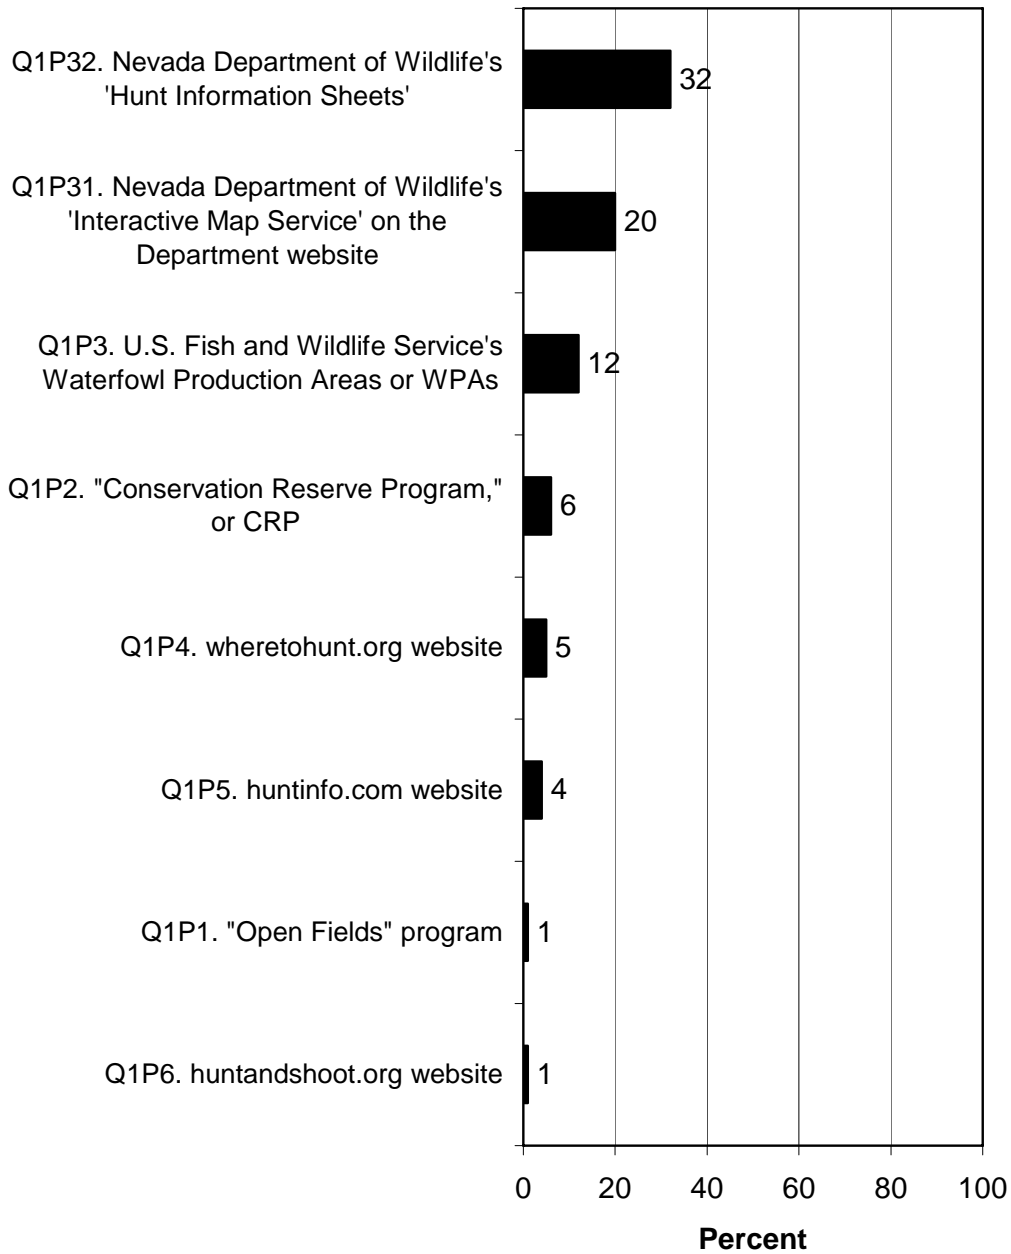 Q1P32. Nevada Department of Wildlife's
'Hunt Information Sheets'
32
Q1P31. Nevada Department of Wildlife's
'Interactive Map Service' on the
Department website
20
Q1P3. U.S. Fish and Wildlife Service's
Waterfowl Production Areas or WPAs
12
Q1P2. "Conservation Reserve Program,"
or CRP
6
Q1P4. wheretohunt.org website
5
Q1P5. huntinfo.com website
4
Q1P1. "Open Fields" program
1
Q1P6. huntandshoot.org website
1
0 20 40 60 80 100
Percent